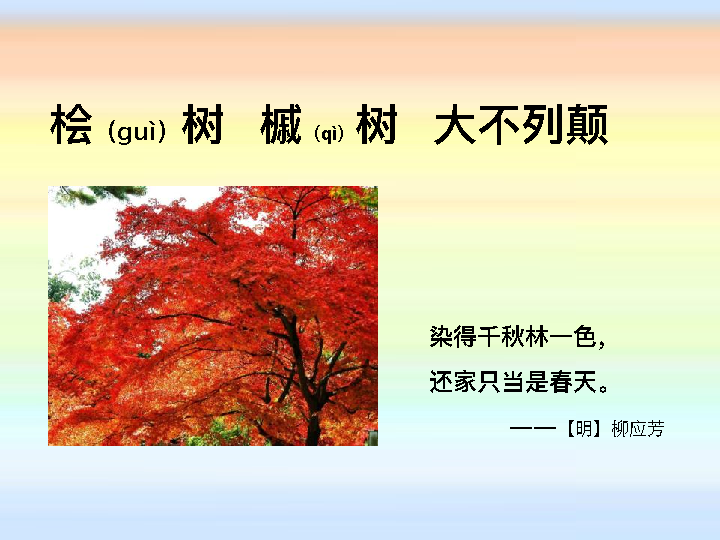 桧（guì）树 槭（qì）树 大不列颠
染得千秋林一色，
还家只当是春天。
——【明】柳应芳